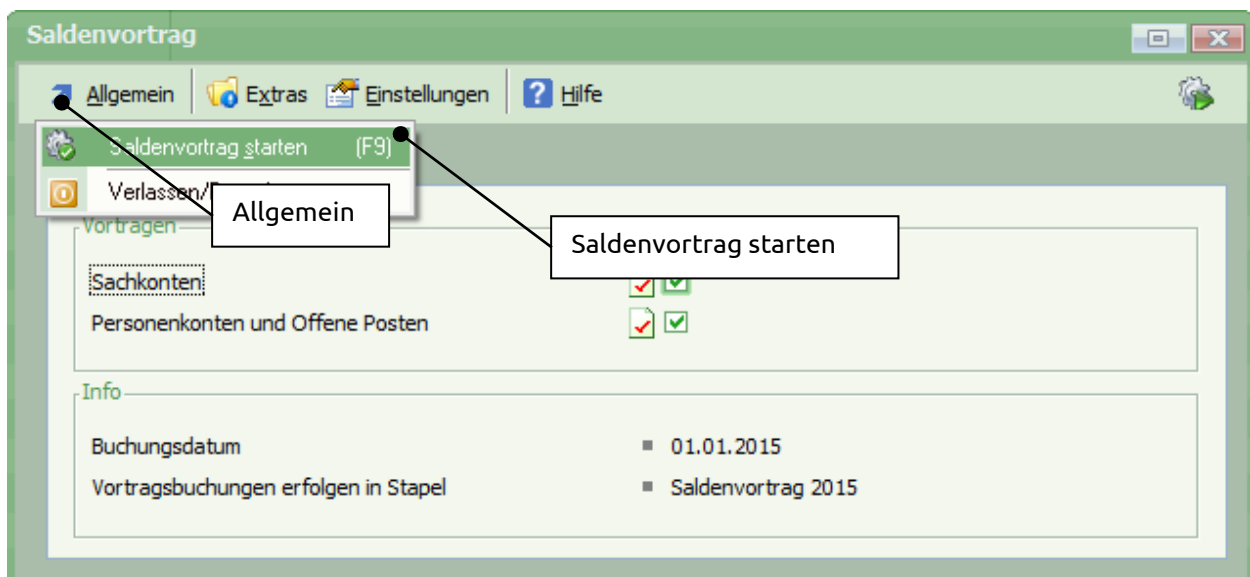 Saldenvortrag
Allgemein Extras Einstellungen Hilfe
Saldenvortrag starten (F9)
Allgemein
Saldenvortrag starten
Vortragen
Sachkonten
Personenkonten und Offene Posten
Info
Buchungsdatum 01.01.2015
Vortragsbuchungen erfolgen in Stapel Saldenvortrag 2015